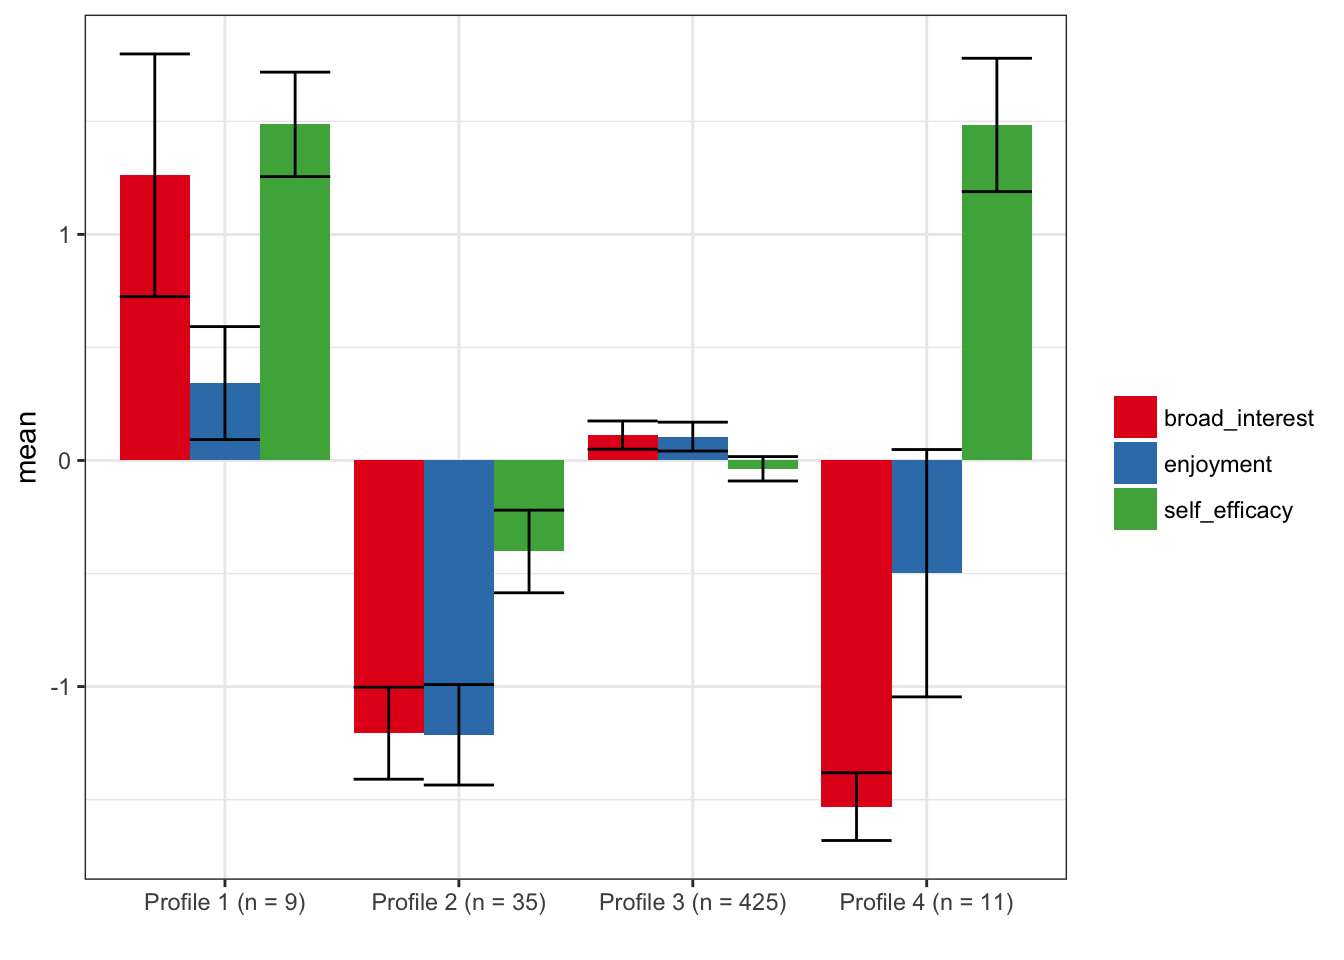 mean
1
0
-1
Profile 1 (n = 9)
Profile 2 (n = 35)
Profile 3 (n = 425)
Profile 4 (n = 11)
broad_interest
enjoyment
self_efficacy